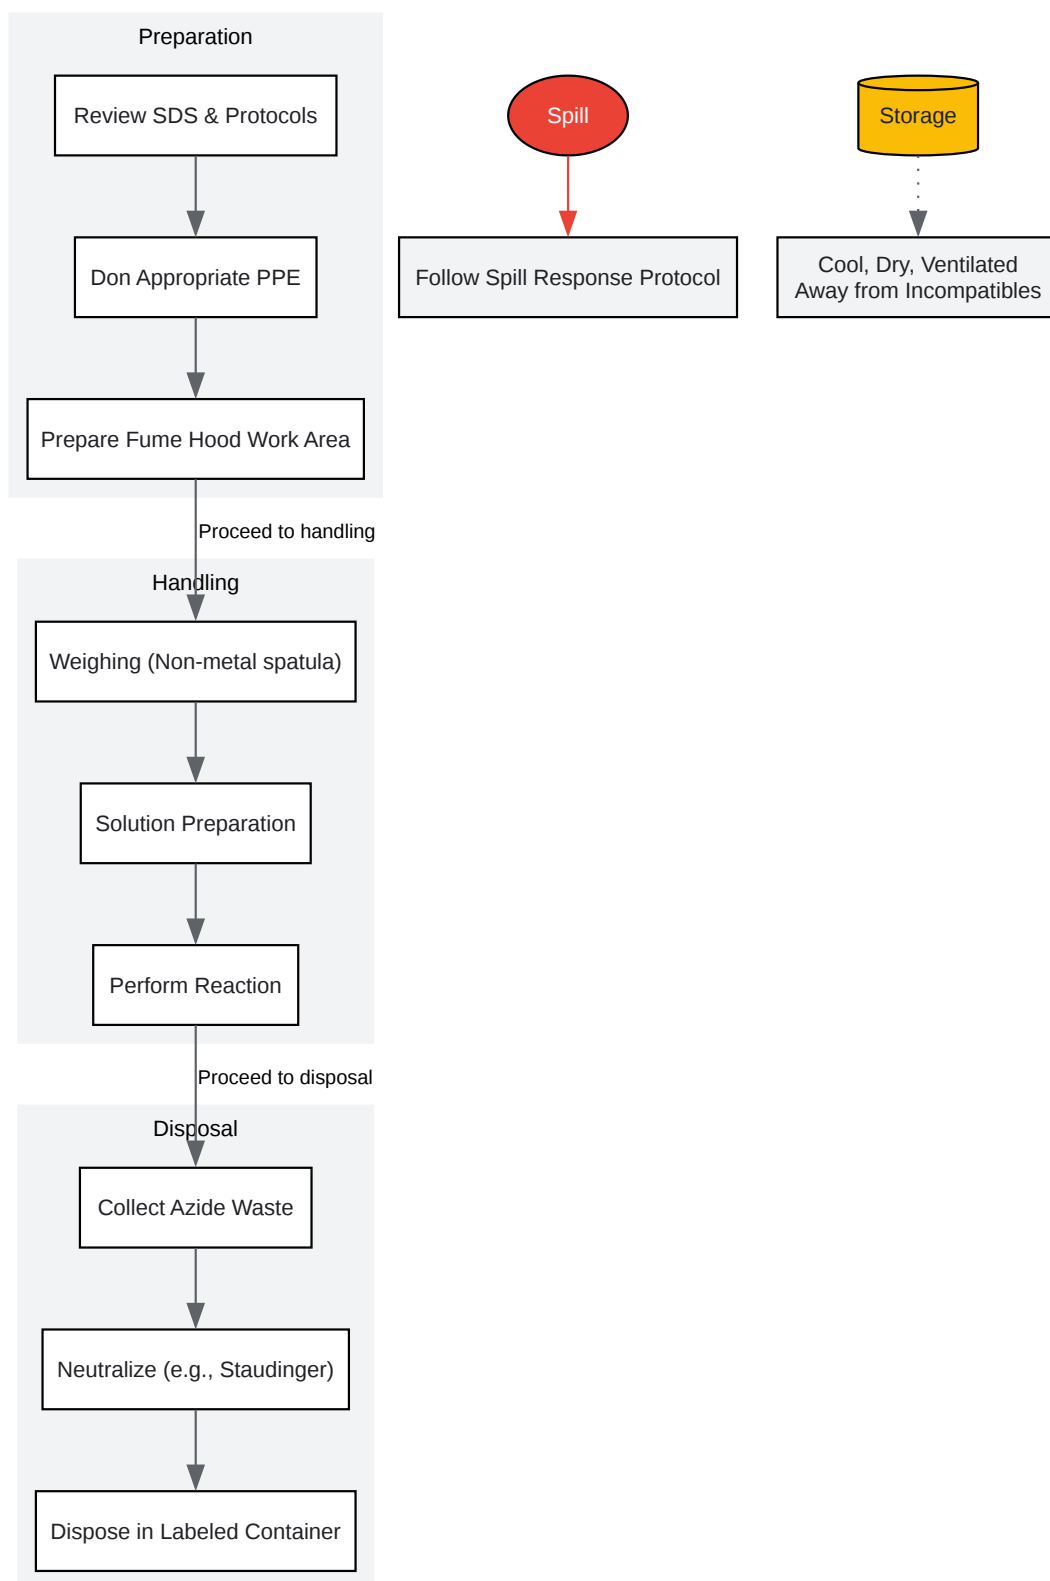 Preparation
Review SDS & Protocols
Don Appropriate PPE
Prepare Fume Hood Work Area
Proceed to handling
Handling
Weighing (Non-metal spatula)
Solution Preparation
Perform Reaction
Proceed to disposal
Disposal
Collect Azide Waste
Neutralize (e.g., Staudinger)
Dispose in Labeled Container
Spill
Follow Spill Response Protocol
Storage
Cool, Dry, Ventilated
Away from Incompatibles